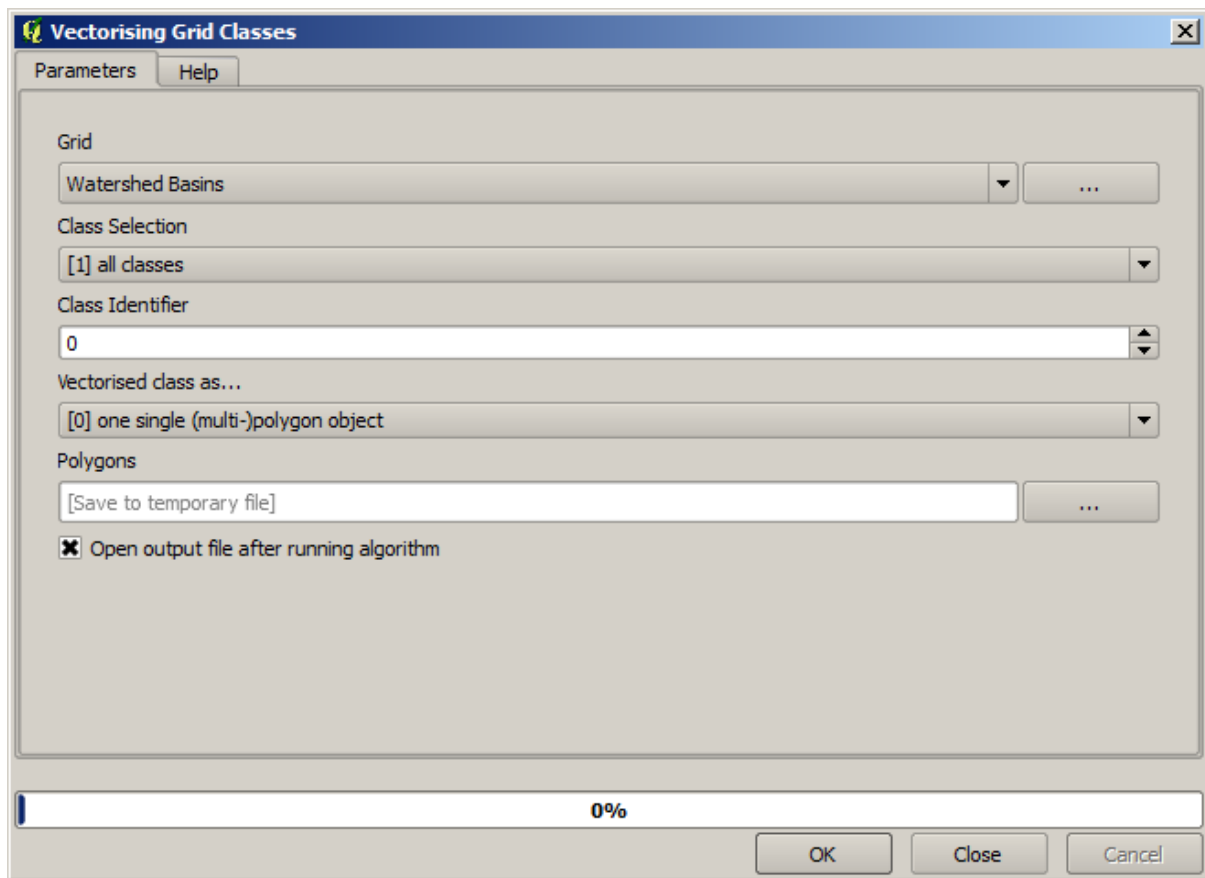 Vectorising Grid Classes
Parameters Help
Grid
Watershed Basins ...
Class Selection
[1] all classes
Class Identifier
0
Vectorised class as...
[0] one single (multi-)polygon object
Polygons
[Save to temporary file] ...
Open output file after running algorithm
0%
OK Close Cancel